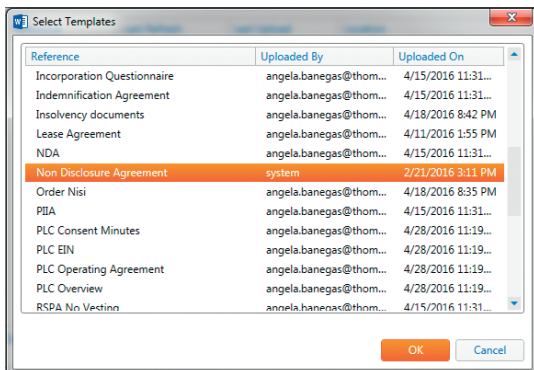 Select Templates
Reference Uploaded By Uploaded On
Incorporation Questionnaire angela.banegas@thom... 4/15/2016 11:31...
Indemnification Agreement angela.banegas@thom... 4/15/2016 11:31...
Insolvency documents angela.banegas@thom... 4/18/2016 8:42 PM
Lease Agreement angela.banegas@thom... 4/11/2016 1:55 PM
NDA angela.banegas@thom... 4/15/2016 11:31...
Non Disclosure Agreement system 2/21/2016 3:11 PM
Order Nisi angela.banegas@thom... 4/18/2016 8:35 PM
PIIA angela.banegas@thom... 4/15/2016 11:31...
PLC Consent Minutes angela.banegas@thom... 4/28/2016 11:19...
PLC EIN angela.banegas@thom... 4/28/2016 11:19...
PLC Operating Agreement angela.banegas@thom... 4/28/2016 11:19...
PLC Overview angela.banegas@thom... 4/28/2016 11:19...
RSPA No Vesting angela.banegas@thom... 4/15/2016 11:31...
OK Cancel